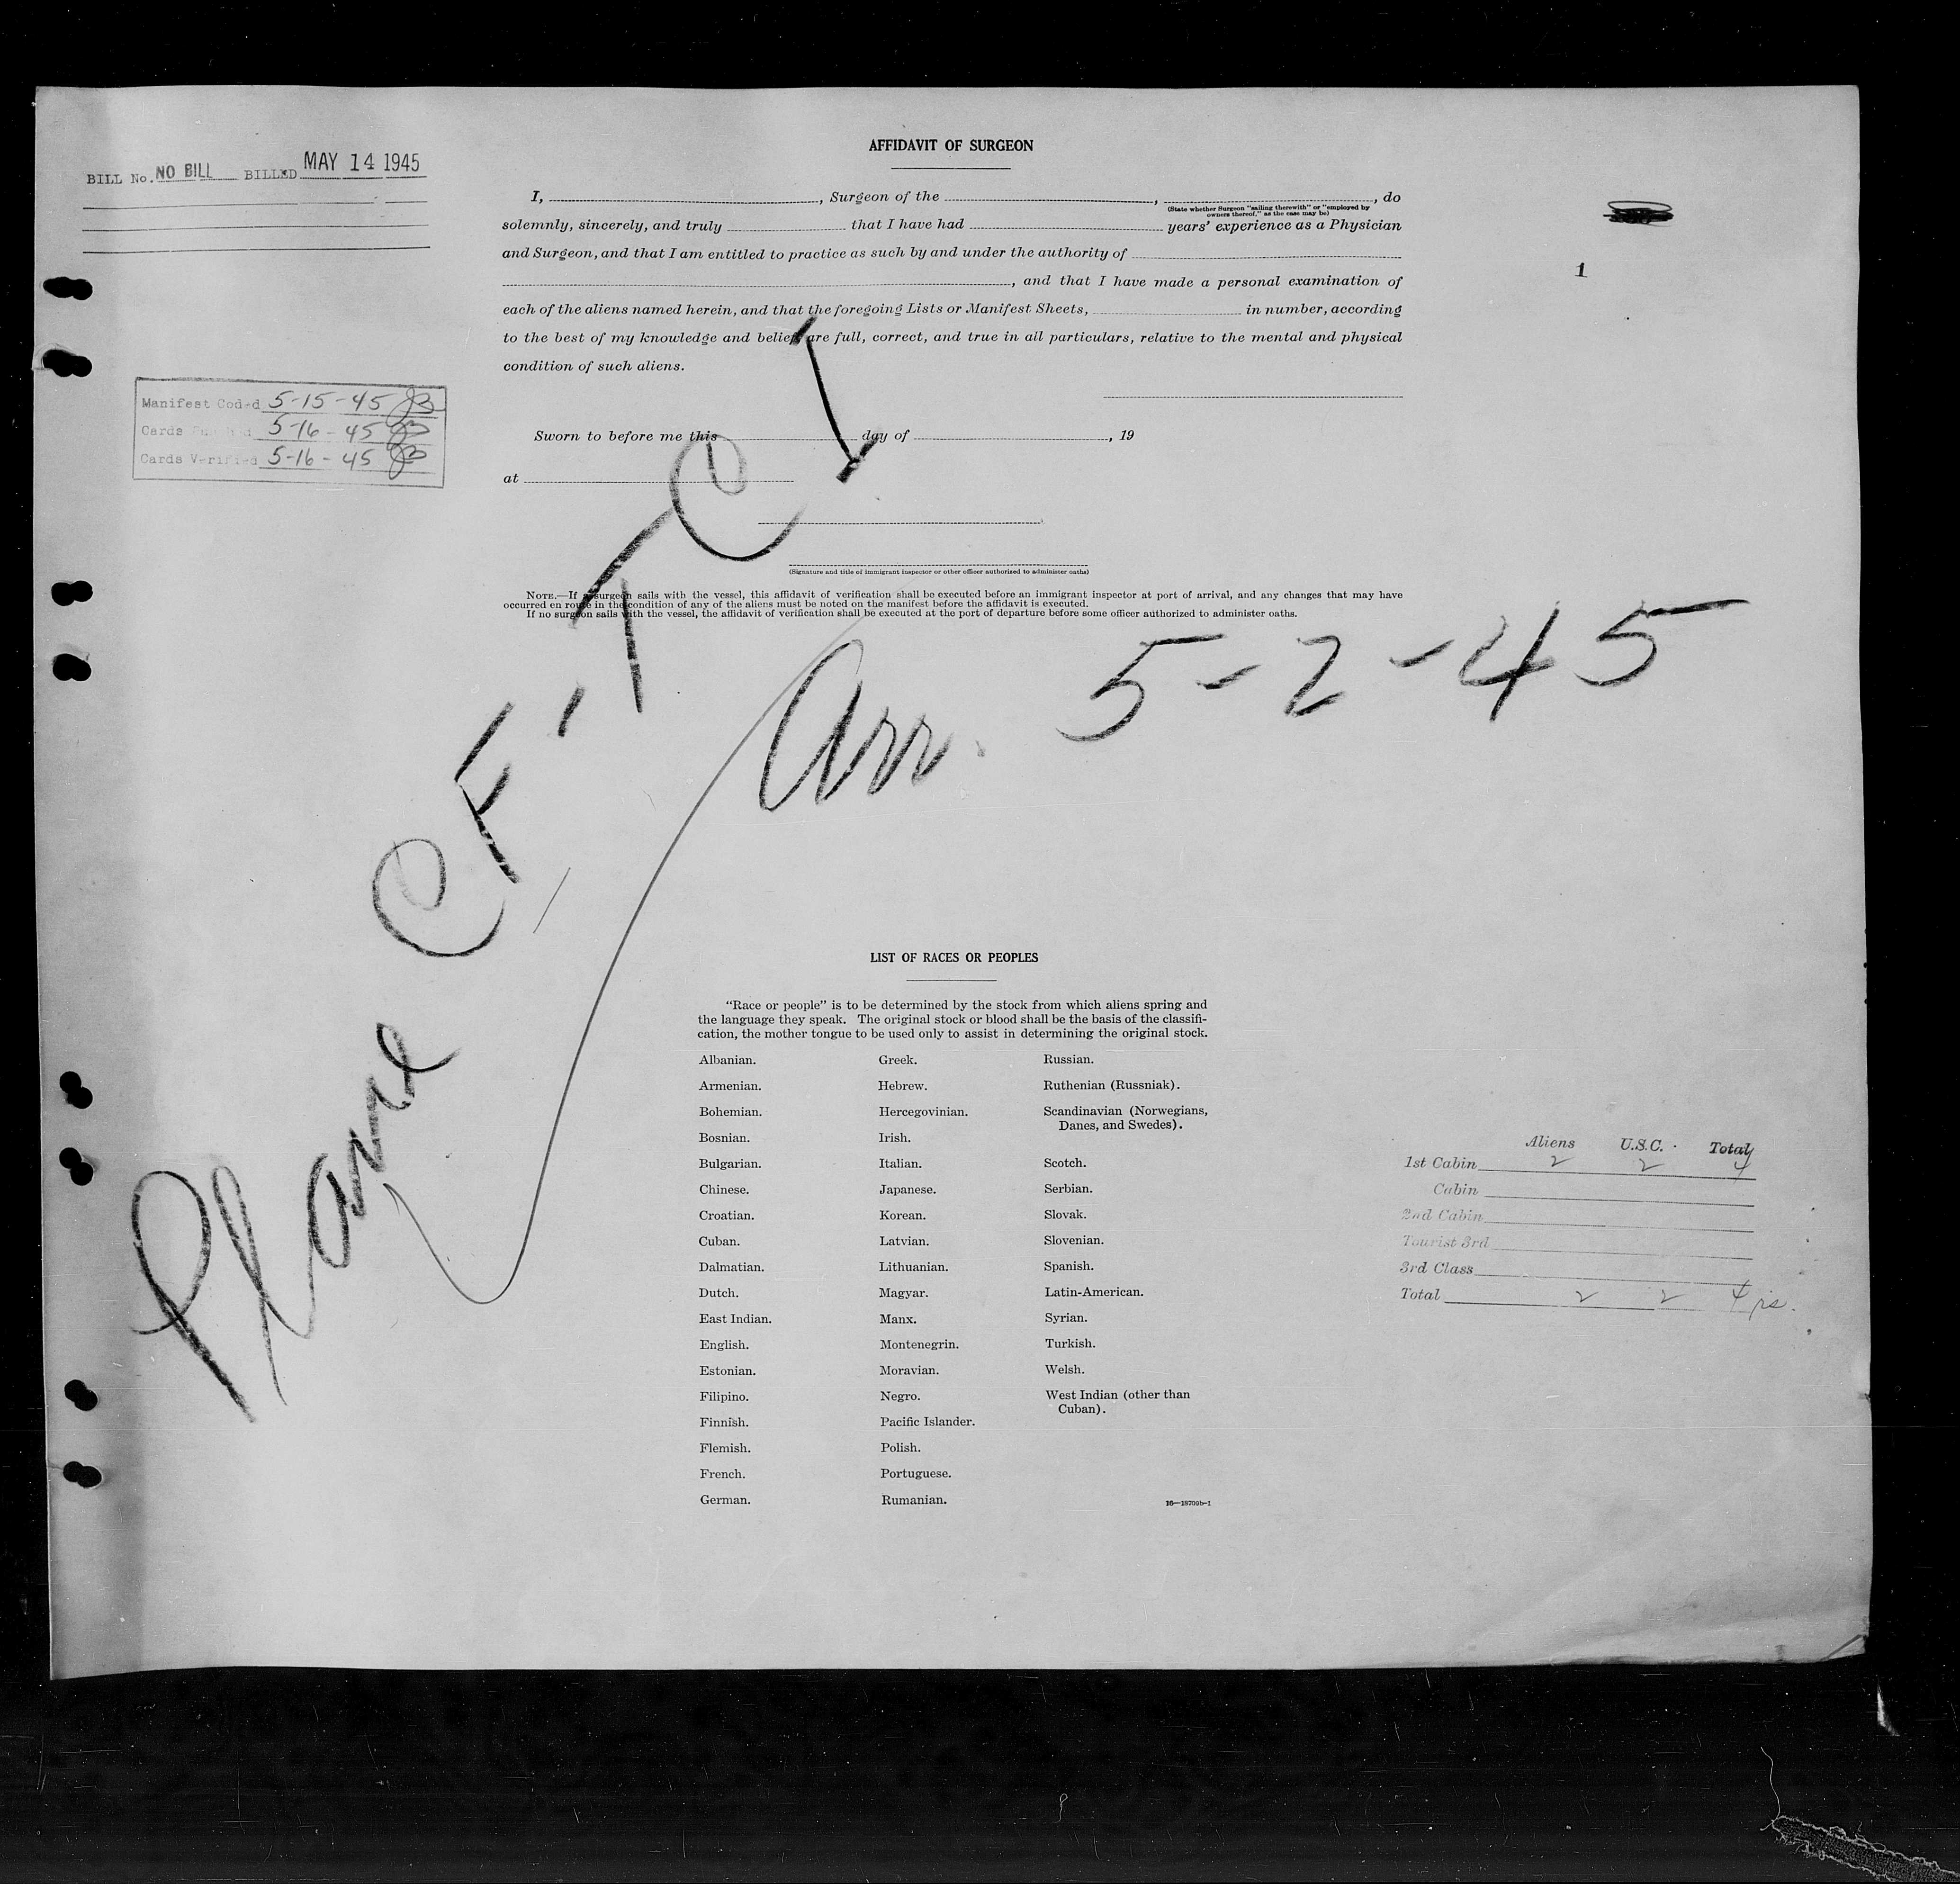 BILL No. NO BILL BILLED MAY 14 1945
AFFIDAVIT OF SURGEON
I, , Surgeon of the , , do
(State whether Surgeon "sailing therewith" or "employed by
owners thereof," as the case may be)
solemnly, sincerely, and truly that I have had years' experience as a Physician
and Surgeon, and that I am entitled to practice as such by and under the authority of
, and that I have made a personal examination of
each of the aliens named herein, and that the foregoing Lists or Manifest Sheets, in number, according
to the best of my knowledge and belief, are full, correct, and true in all particulars, relative to the mental and physical
condition of such aliens.
1
Manifest Coded 5-15-45 JB
Cards Punched 5-16-45 JB
Cards Verified 5-16-45 JB
Sworn to before me this day of , 19
at
(Signature and title of immigrant inspector or other officer authorized to administer oaths)
NOTE.—If a surgeon sails with the vessel, this affidavit of verification shall be executed before an immigrant inspector at port of arrival, and any changes that may have
occurred en route in the condition of any of the aliens must be noted on the manifest before the affidavit is executed.
If no surgeon sails with the vessel, the affidavit of verification shall be executed at the port of departure before some officer authorized to administer oaths.
Plane CF-TCI
Arr. 5-2-45
LIST OF RACES OR PEOPLES
"Race or people" is to be determined by the stock from which aliens spring and
the language they speak. The original stock or blood shall be the basis of the classifi-
cation, the mother tongue to be used only to assist in determining the original stock.
Albanian.
Armenian.
Bohemian.
Bosnian.
Bulgarian.
Chinese.
Croatian.
Cuban.
Dalmatian.
Dutch.
East Indian.
English.
Estonian.
Filipino.
Finnish.
Flemish.
French.
German.
Greek.
Hebrew.
Hercegovinian.
Irish.
Italian.
Japanese.
Korean.
Latvian.
Lithuanian.
Magyar.
Manx.
Montenegrin.
Moravian.
Negro.
Pacific Islander.
Polish.
Portuguese.
Rumanian.
Russian.
Ruthenian (Russniak).
Scandinavian (Norwegians,
Danes, and Swedes).
Scotch.
Serbian.
Slovak.
Slovenian.
Spanish.
Latin-American.
Syrian.
Turkish.
Welsh.
West Indian (other than
Cuban).
16—18709b-1
Aliens U.S.C. Total
1st Cabin 2 2 4
Cabin
2nd Cabin
Tourist 3rd
3rd Class
Total 2 2 4